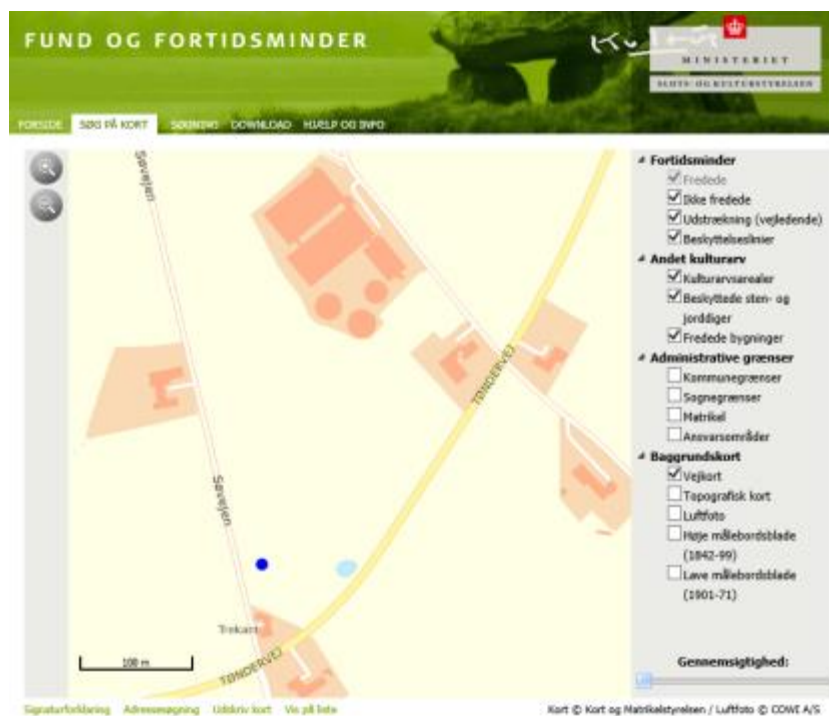 FUND OG FORTIDSMINDER
Kultur
MINISTERIET
SLOTS- OG KULTURSTYRELSEN
FORSIDE SØG PÅ KORT SØGNING DOWNLOAD HJÆLP OG INFO
Søvejen
TØNDERVEJ
Søvejen
Trekant
TØNDERVEJ
100 m
Fortidsminder
Fredede
Ikke fredede
Udstrækning (vejledende)
Beskyttelseslinier
Andet kulturarv
Kulturarvsarealer
Beskyttede sten- og
jorddiger
Fredede bygninger
Administrative grænser
Kommunegrænser
Sognegrænser
Matrikel
Ansvarsområder
Baggrundskort
Vejkort
Topografisk kort
Luftfoto
Høje målebordsblade
(1842-99)
Lave målebordsblade
(1901-71)
Gennemsigtighed:
Signaturforklaring Adressesøgning Udskriv kort Vis på liste
Kort © Kort og Matrikelstyrelsen / Luftfoto © COWI A/S